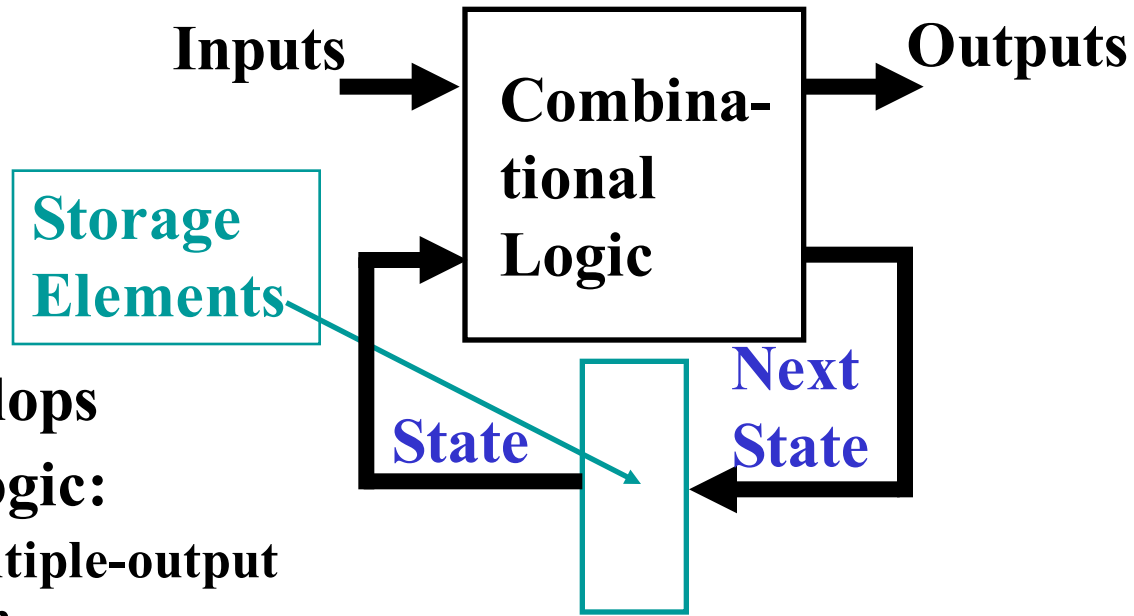 Inputs
Outputs
Combina-
tional
Logic
Storage
Elements
Next
State
State
lops
ogic:
tiple-output